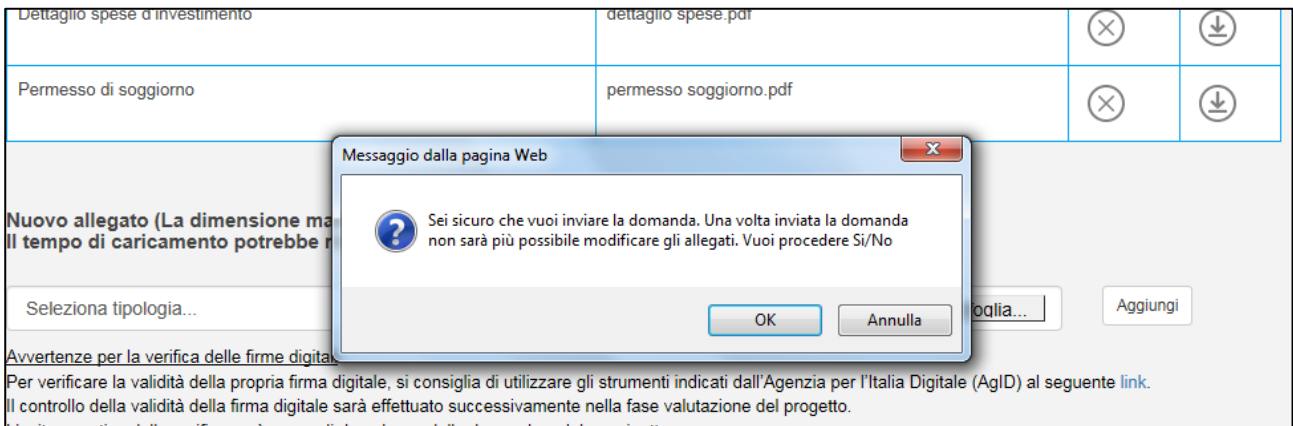 Dettaglio spese d'investimento
dettaglio spese.pdf
Permesso di soggiorno
permesso soggiorno.pdf
Messaggio dalla pagina Web
Sei sicuro che vuoi inviare la domanda. Una volta inviata la domanda
non sarà più possibile modificare gli allegati. Vuoi procedere Si/No
OK
Annulla
Nuovo allegato (La dimensione
Il tempo di caricamento potrebbe
Seleziona tipologia...
Aggiungi
Avvertenze per la verifica delle firme
Per verificare la validità della propria firma digitale, si consiglia di utilizzare gli strumenti indicati dall'Agenzia per l'Italia Digitale (AgID) al seguente link.
Il controllo della validità della firma digitale sarà effettuato successivamente nella fase valutazione del progetto.